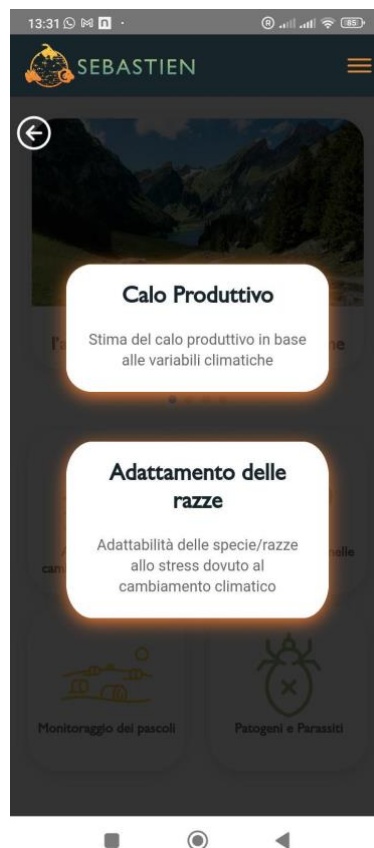 13:31
85
SEBASTIEN
Calo Produttivo
Stima del calo produttivo in base
alle variabili climatiche
Adattamento delle
razze
Adattabilità delle specie/razze
allo stress dovuto al
cambiamento climatico
Monitoraggio dei pascoli
Patogeni e Parassiti